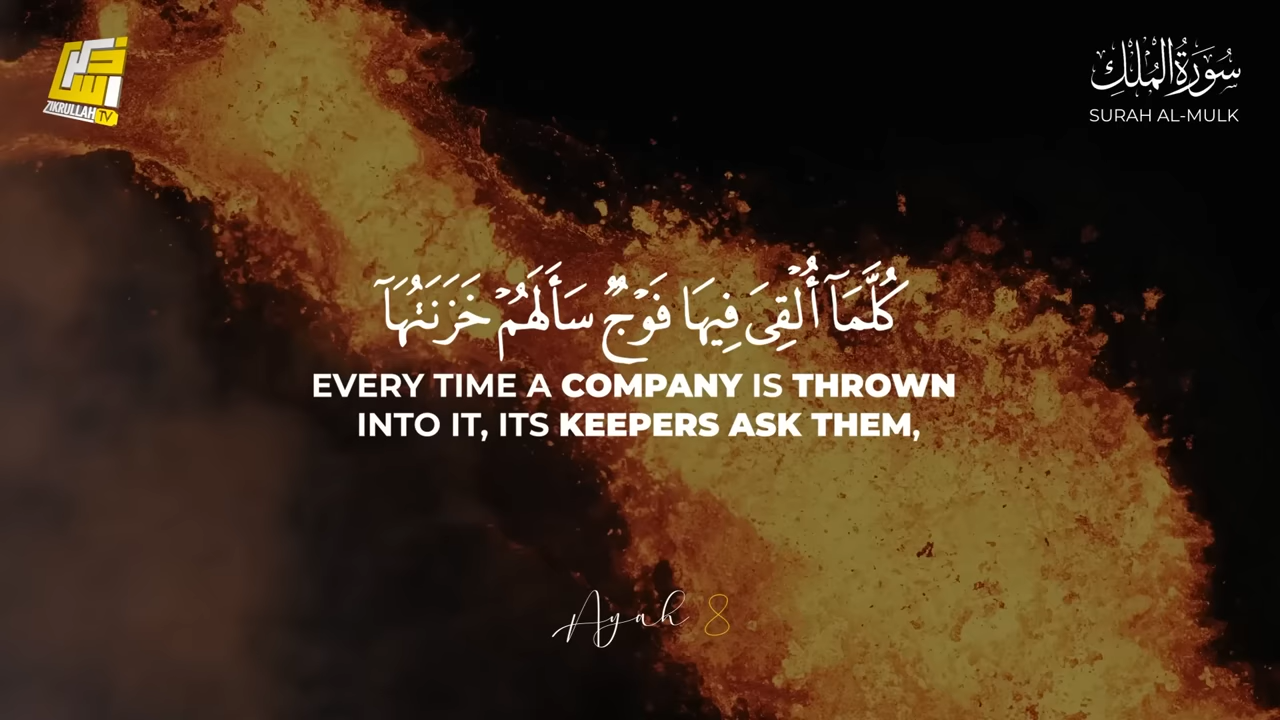 ZIKRULLAH TV
سُورَةُ الْمُلْكِ
SURAH AL-MULK
كُلَّمَآ أُلْقِىَ فِيهَا فَوْجٌ سَأَلَهُمْ خَزَنَتُهَآ
EVERY TIME A COMPANY IS THROWN
INTO IT, ITS KEEPERS ASK THEM,
Ayah 8